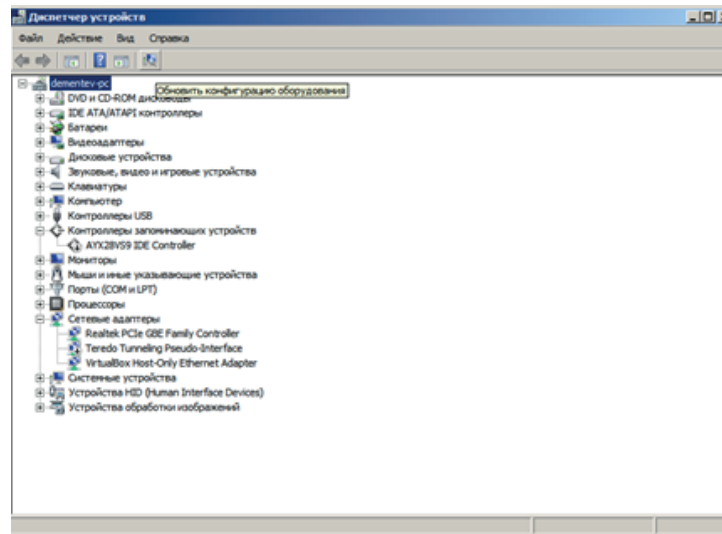 Диспетчер устройств
Файл Действие Вид Справка
dementev-pc
Обновить конфигурацию оборудования
DVD и CD-ROM дисководы
IDE ATA/ATAPI контроллеры
Батареи
Видеоадаптеры
Дисковые устройства
Звуковые, видео и игровые устройства
Клавиатуры
Компьютер
Контроллеры USB
Контроллеры запоминающих устройств
AYX2BVS9 IDE Controller
Мониторы
Мыши и иные указывающие устройства
Порты (COM и LPT)
Процессоры
Сетевые адаптеры
Realtek PCIe GBE Family Controller
Teredo Tunneling Pseudo-Interface
VirtualBox Host-Only Ethernet Adapter
Системные устройства
Устройства HID (Human Interface Devices)
Устройства обработки изображений